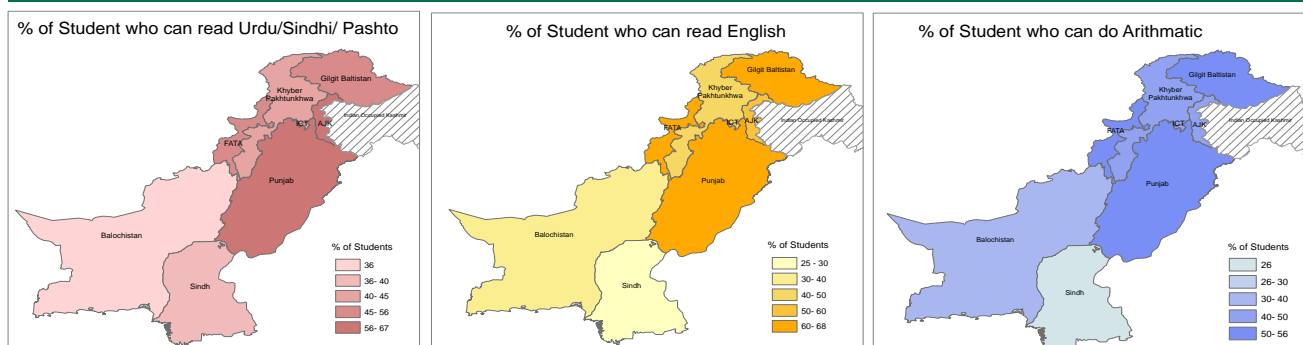 % of Student who can read Urdu/Sindhi/ Pashto
Gilgit Baltistan
Khyber
Pakhtunkhwa
Indian Occupied Kashmir
ICT
AJK
FATA
Punjab
Balochistan
Sindh
% of Students
36
36- 40
40- 45
45- 56
56- 67
% of Student who can read English
Gilgit Baltistan
Khyber
Pakhtunkhwa
Indian Occupied Kashmir
FATA
ICT
AJK
Punjab
Balochistan
Sindh
% of Students
25 - 30
30 - 40
40 - 50
50 - 60
60 - 68
% of Student who can do Arithmatic
Gilgit Baltistan
Khyber
Pakhtunkhwa
Indian Occupied Kashmir
ICT
AJK
FATA
Punjab
Balochistan
Sindh
% of Students
26
26- 30
30- 40
40- 50
50- 56